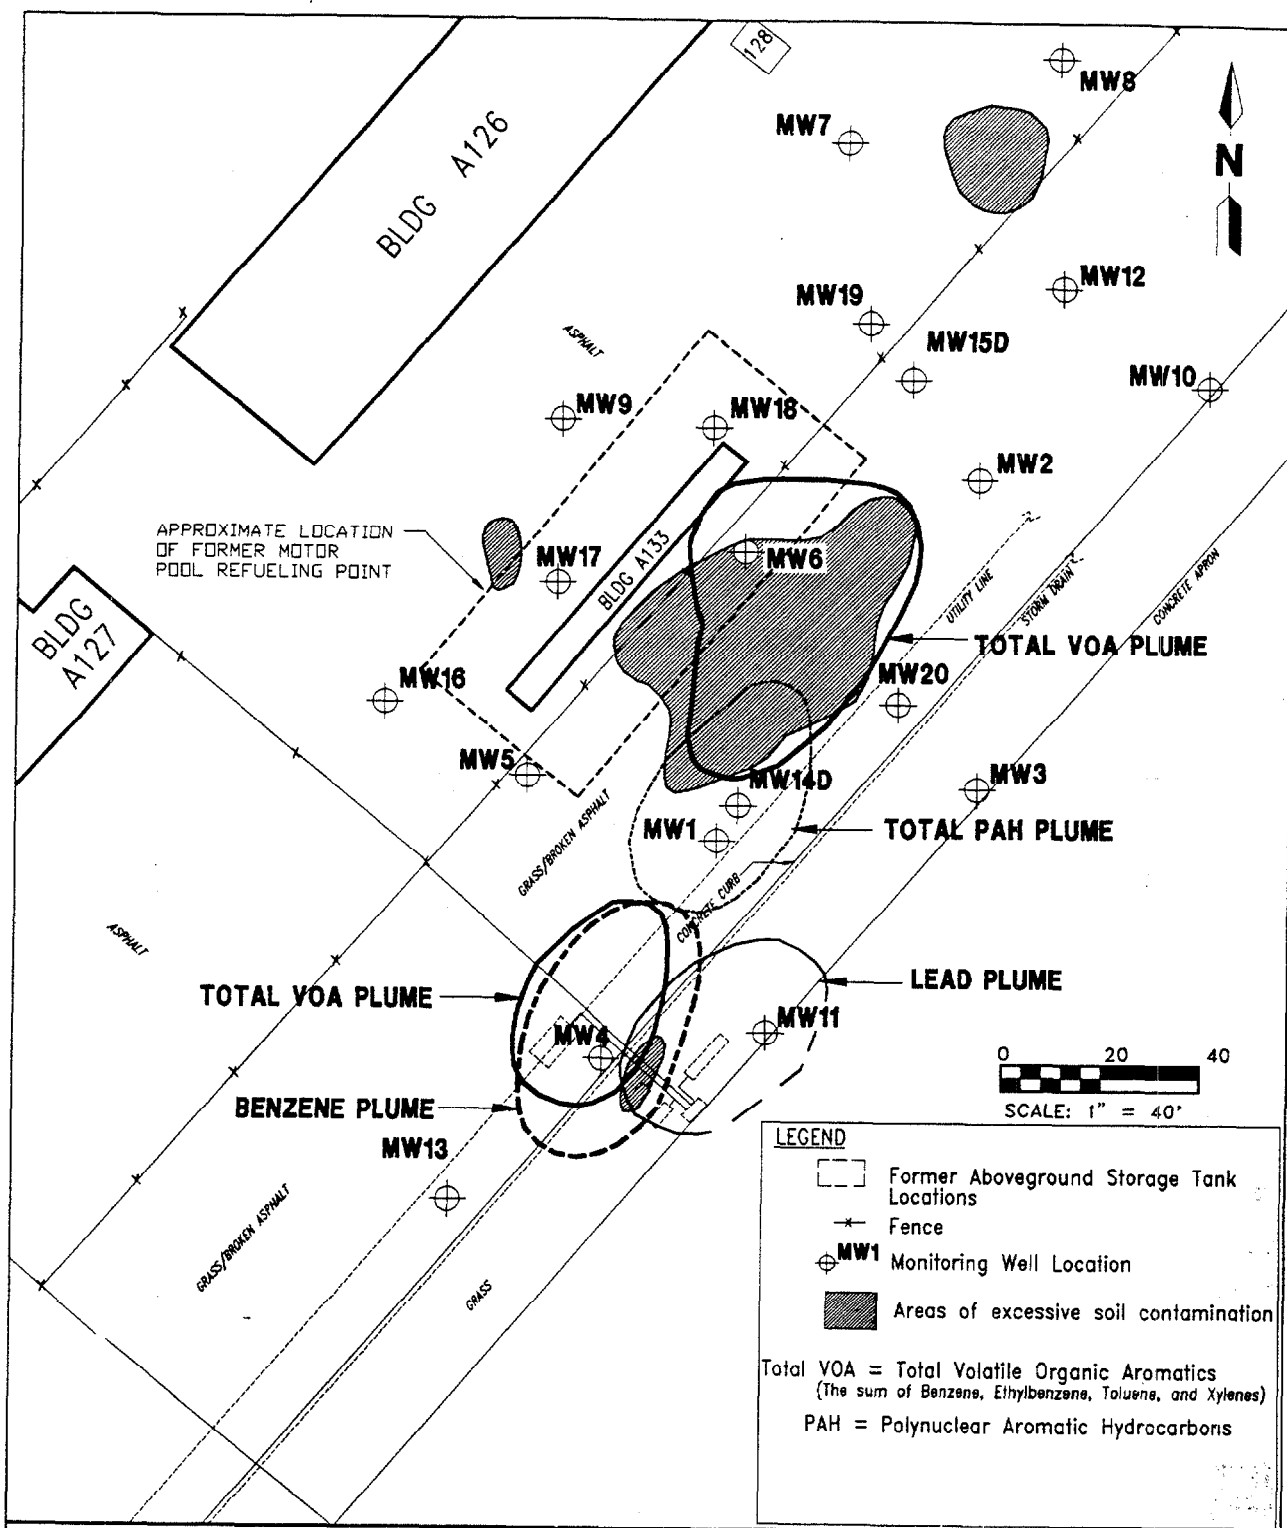 128
MW8
MW7
N
BLDG A126
MW12
MW19
MW15D
ASPHALT
MW10
MW9
MW18
MW2
APPROXIMATE LOCATION
OF FORMER MOTOR
POOL REFUELING POINT
MW17
BLDG A133
MW6
UTILITY LINE
STORM DRAIN
CONCRETE APRON
BLDG
A127
TOTAL VOA PLUME
MW16
MW20
MW5
MW14D
MW3
GRASS/BROKEN ASPHALT
MW1
TOTAL PAH PLUME
CONCRETE CURB
ASPHALT
TOTAL VOA PLUME
LEAD PLUME
MW4
MW11
0 20 40
SCALE: 1" = 40'
BENZENE PLUME
MW13
GRASS/BROKEN ASPHALT
GRASS
LEGEND
Former Aboveground Storage Tank
Locations
Fence
MW1 Monitoring Well Location
Areas of excessive soil contamination
Total VOA = Total Volatile Organic Aromatics
(The sum of Benzene, Ethylbenzene, Toluene, and Xylenes)
PAH = Polynuclear Aromatic Hydrocarbons